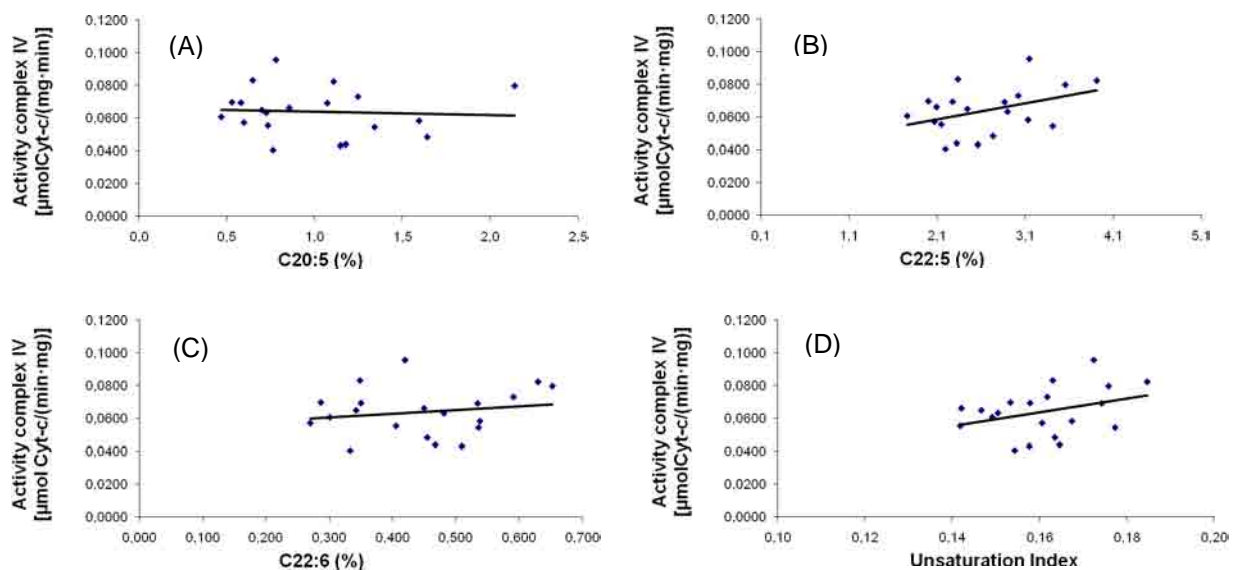 (A)
Activity complex IV
[µmolCyt-c/(mg·min)]
0.1200
0.1000
0.0800
0.0600
0.0400
0.0200
0.0000
0,0 0,5 1,0 1,5 2,0 2,5
C20:5 (%)
(B)
Activity complex IV
[µmolCyt-c/(min·mg)]
0.1200
0.1000
0.0800
0.0600
0.0400
0.0200
0.0000
0,1 1,1 2,1 3,1 4,1 5,1
C22:5 (%)
(C)
Activity complex IV
[µmol Cyt-c/(min·mg)]
0.1200
0.1000
0.0800
0.0600
0.0400
0.0200
0.0000
0,000 0,100 0,200 0,300 0,400 0,500 0,600 0,700
C22:6 (%)
(D)
Activity complex IV
[µmolCyt-c/(min·mg)]
0.1200
0.1000
0.0800
0.0600
0.0400
0.0200
0.0000
0,10 0,12 0,14 0,16 0,18 0,20
Unsaturation Index